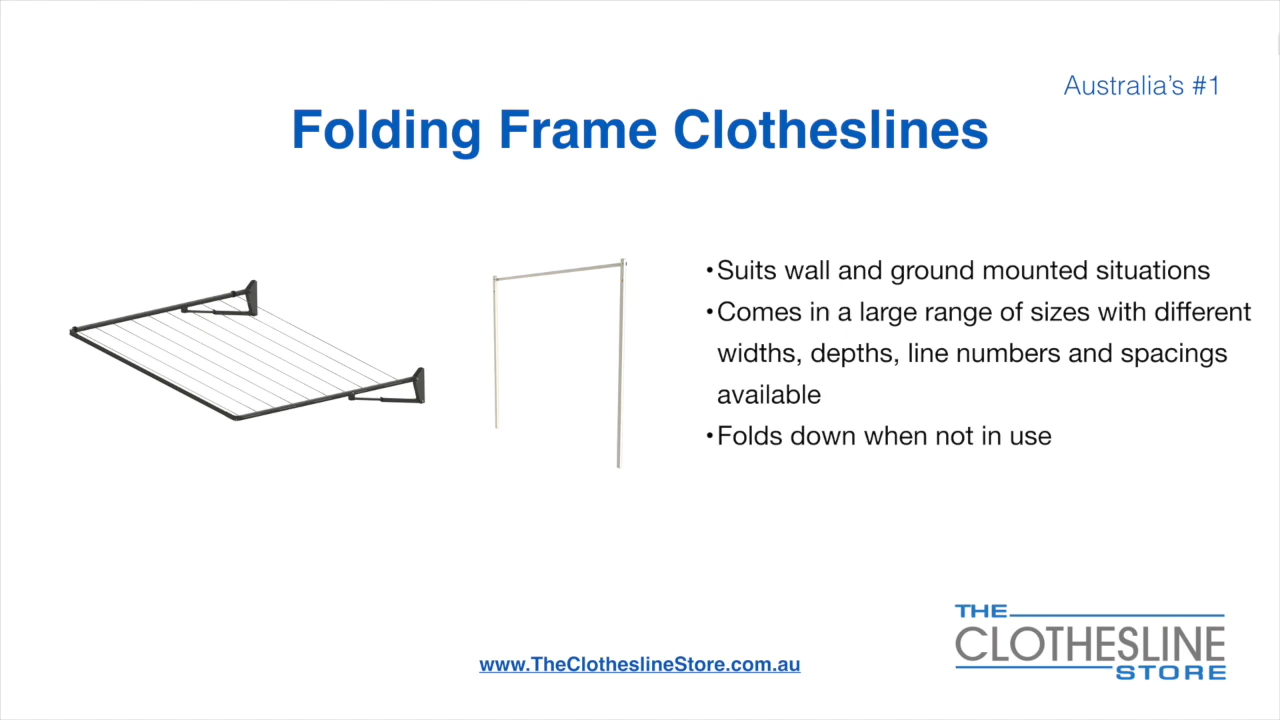 Australia's #1
Folding Frame Clotheslines
•Suits wall and ground mounted situations
•Comes in a large range of sizes with different
widths, depths, line numbers and spacings
available
•Folds down when not in use
THE
CLOTHESLINE
STORE
www.TheClotheslineStore.com.au